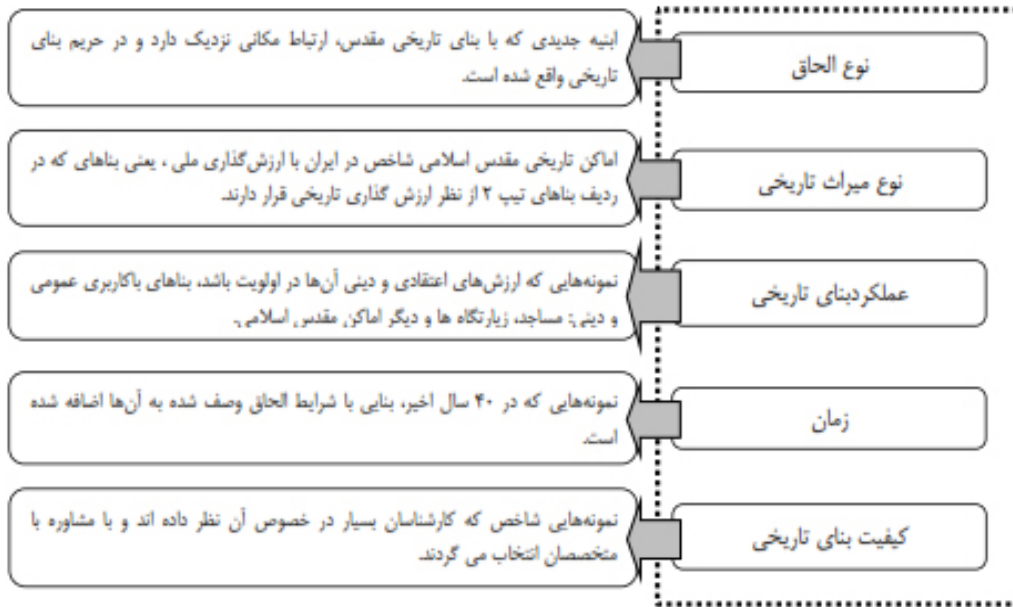 نوع الحاق
ابنیه جدیدی که با بنای تاریخی مقدس، ارتباط مکانی نزدیک دارد و در حریم بنای
تاریخی واقع شده است.
نوع میراث تاریخی
اماکن تاریخی مقدس اسلامی شاخص در ایران با ارزش‌گذاری ملی ، یعنی بناهای که در
ردیف بناهای تیپ ۲ از نظر ارزش گذاری تاریخی قرار دارند.
عملکردبنای تاریخی
نمونه‌هایی که ارزش‌های اعتقادی و دینی آن‌ها در اولویت باشد، بناهای باکاربری عمومی
و دینی: مساجد، زیارتگاه ها و دیگر اماکن مقدس اسلامی.
زمان
نمونه‌هایی که در ۴۰ سال اخیر، بنایی با شرایط الحاق وصف شده به آن‌ها اضافه شده
است.
کیفیت بنای تاریخی
نمونه‌هایی شاخص که کارشناسان بسیار در خصوص آن نظر داده اند و با مشاوره با
متخصصان انتخاب می گردند.